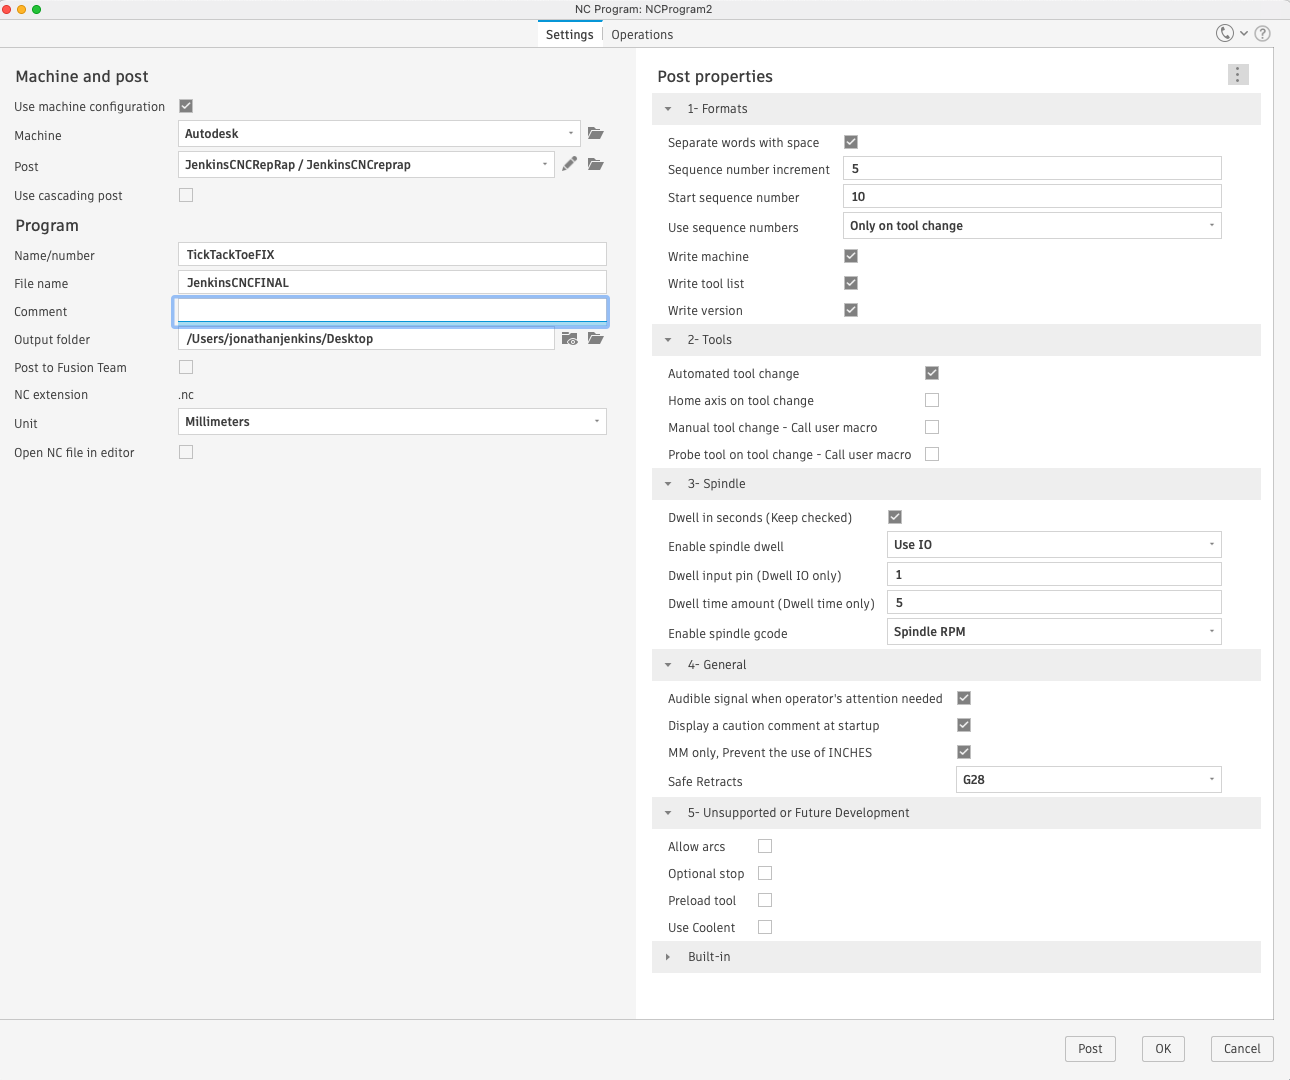 NC Program: NCProgram2
Settings Operations
Machine and post
Use machine configuration
Machine Autodesk
Post JenkinsCNCRepRap / JenkinsCNCreprap
Use cascading post
Program
Name/number TickTackToeFIX
File name JenkinsCNCFINAL
Comment
Output folder /Users/jonathanjenkins/Desktop
Post to Fusion Team
NC extension .nc
Unit Millimeters
Open NC file in editor
Post properties
1- Formats
Separate words with space
Sequence number increment 5
Start sequence number 10
Use sequence numbers Only on tool change
Write machine
Write tool list
Write version
2- Tools
Automated tool change
Home axis on tool change
Manual tool change - Call user macro
Probe tool on tool change - Call user macro
3- Spindle
Dwell in seconds (Keep checked)
Enable spindle dwell Use IO
Dwell input pin (Dwell IO only) 1
Dwell time amount (Dwell time only) 5
Enable spindle gcode Spindle RPM
4- General
Audible signal when operator's attention needed
Display a caution comment at startup
MM only, Prevent the use of INCHES
Safe Retracts G28
5- Unsupported or Future Development
Allow arcs
Optional stop
Preload tool
Use Coolent
Built-in
Post OK Cancel